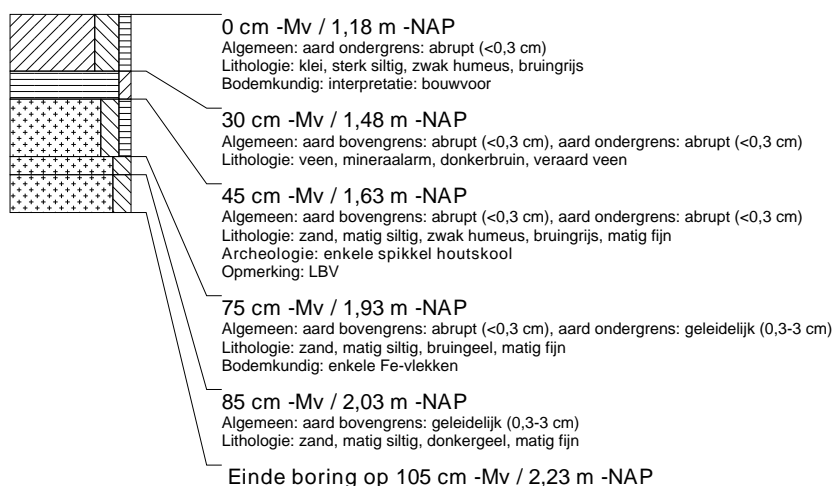 0 cm -Mv / 1,18 m -NAP
Algemeen: aard ondergrens: abrupt (<0,3 cm)
Lithologie: klei, sterk siltig, zwak humeus, bruingrijs
Bodemkundig: interpretatie: bouwvoor
30 cm -Mv / 1,48 m -NAP
Algemeen: aard bovengrens: abrupt (<0,3 cm), aard ondergrens: abrupt (<0,3 cm)
Lithologie: veen, mineraalarm, donkerbruin, veraard veen
45 cm -Mv / 1,63 m -NAP
Algemeen: aard bovengrens: abrupt (<0,3 cm), aard ondergrens: abrupt (<0,3 cm)
Lithologie: zand, matig siltig, zwak humeus, bruingrijs, matig fijn
Archeologie: enkele spikkel houtskool
Opmerking: LBV
75 cm -Mv / 1,93 m -NAP
Algemeen: aard bovengrens: abrupt (<0,3 cm), aard ondergrens: geleidelijk (0,3-3 cm)
Lithologie: zand, matig siltig, bruingeel, matig fijn
Bodemkundig: enkele Fe-vlekken
85 cm -Mv / 2,03 m -NAP
Algemeen: aard bovengrens: geleidelijk (0,3-3 cm)
Lithologie: zand, matig siltig, donkergeel, matig fijn
Einde boring op 105 cm -Mv / 2,23 m -NAP